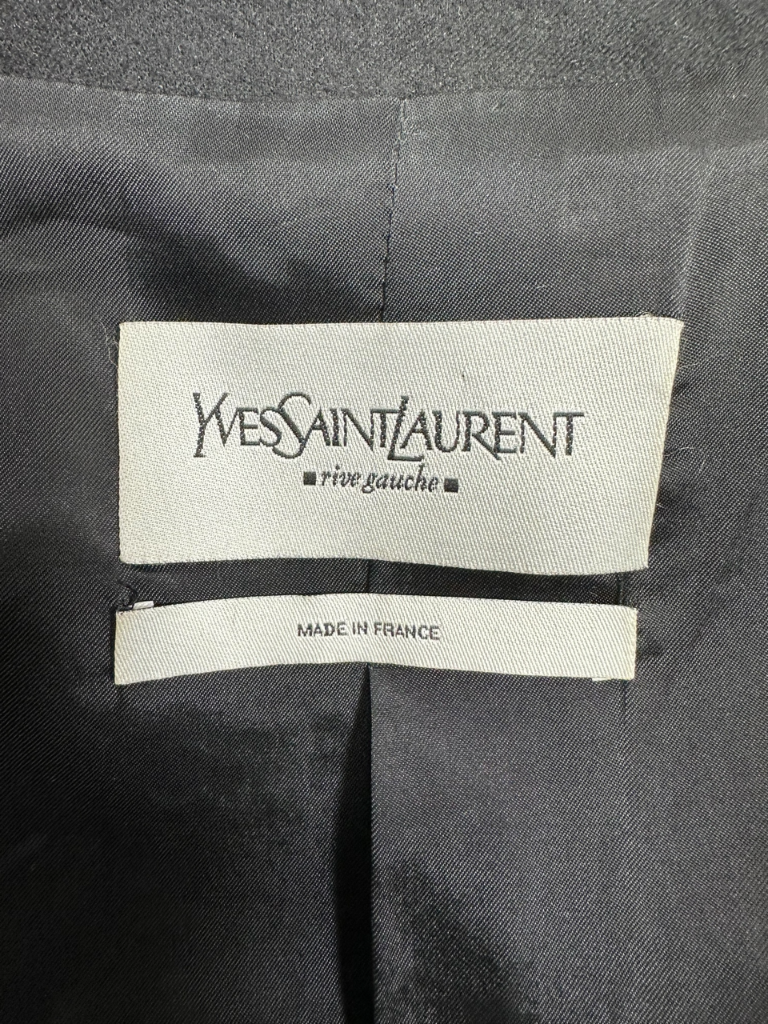 YVESSAINTLAURENT
rive gauche
MADE IN FRANCE